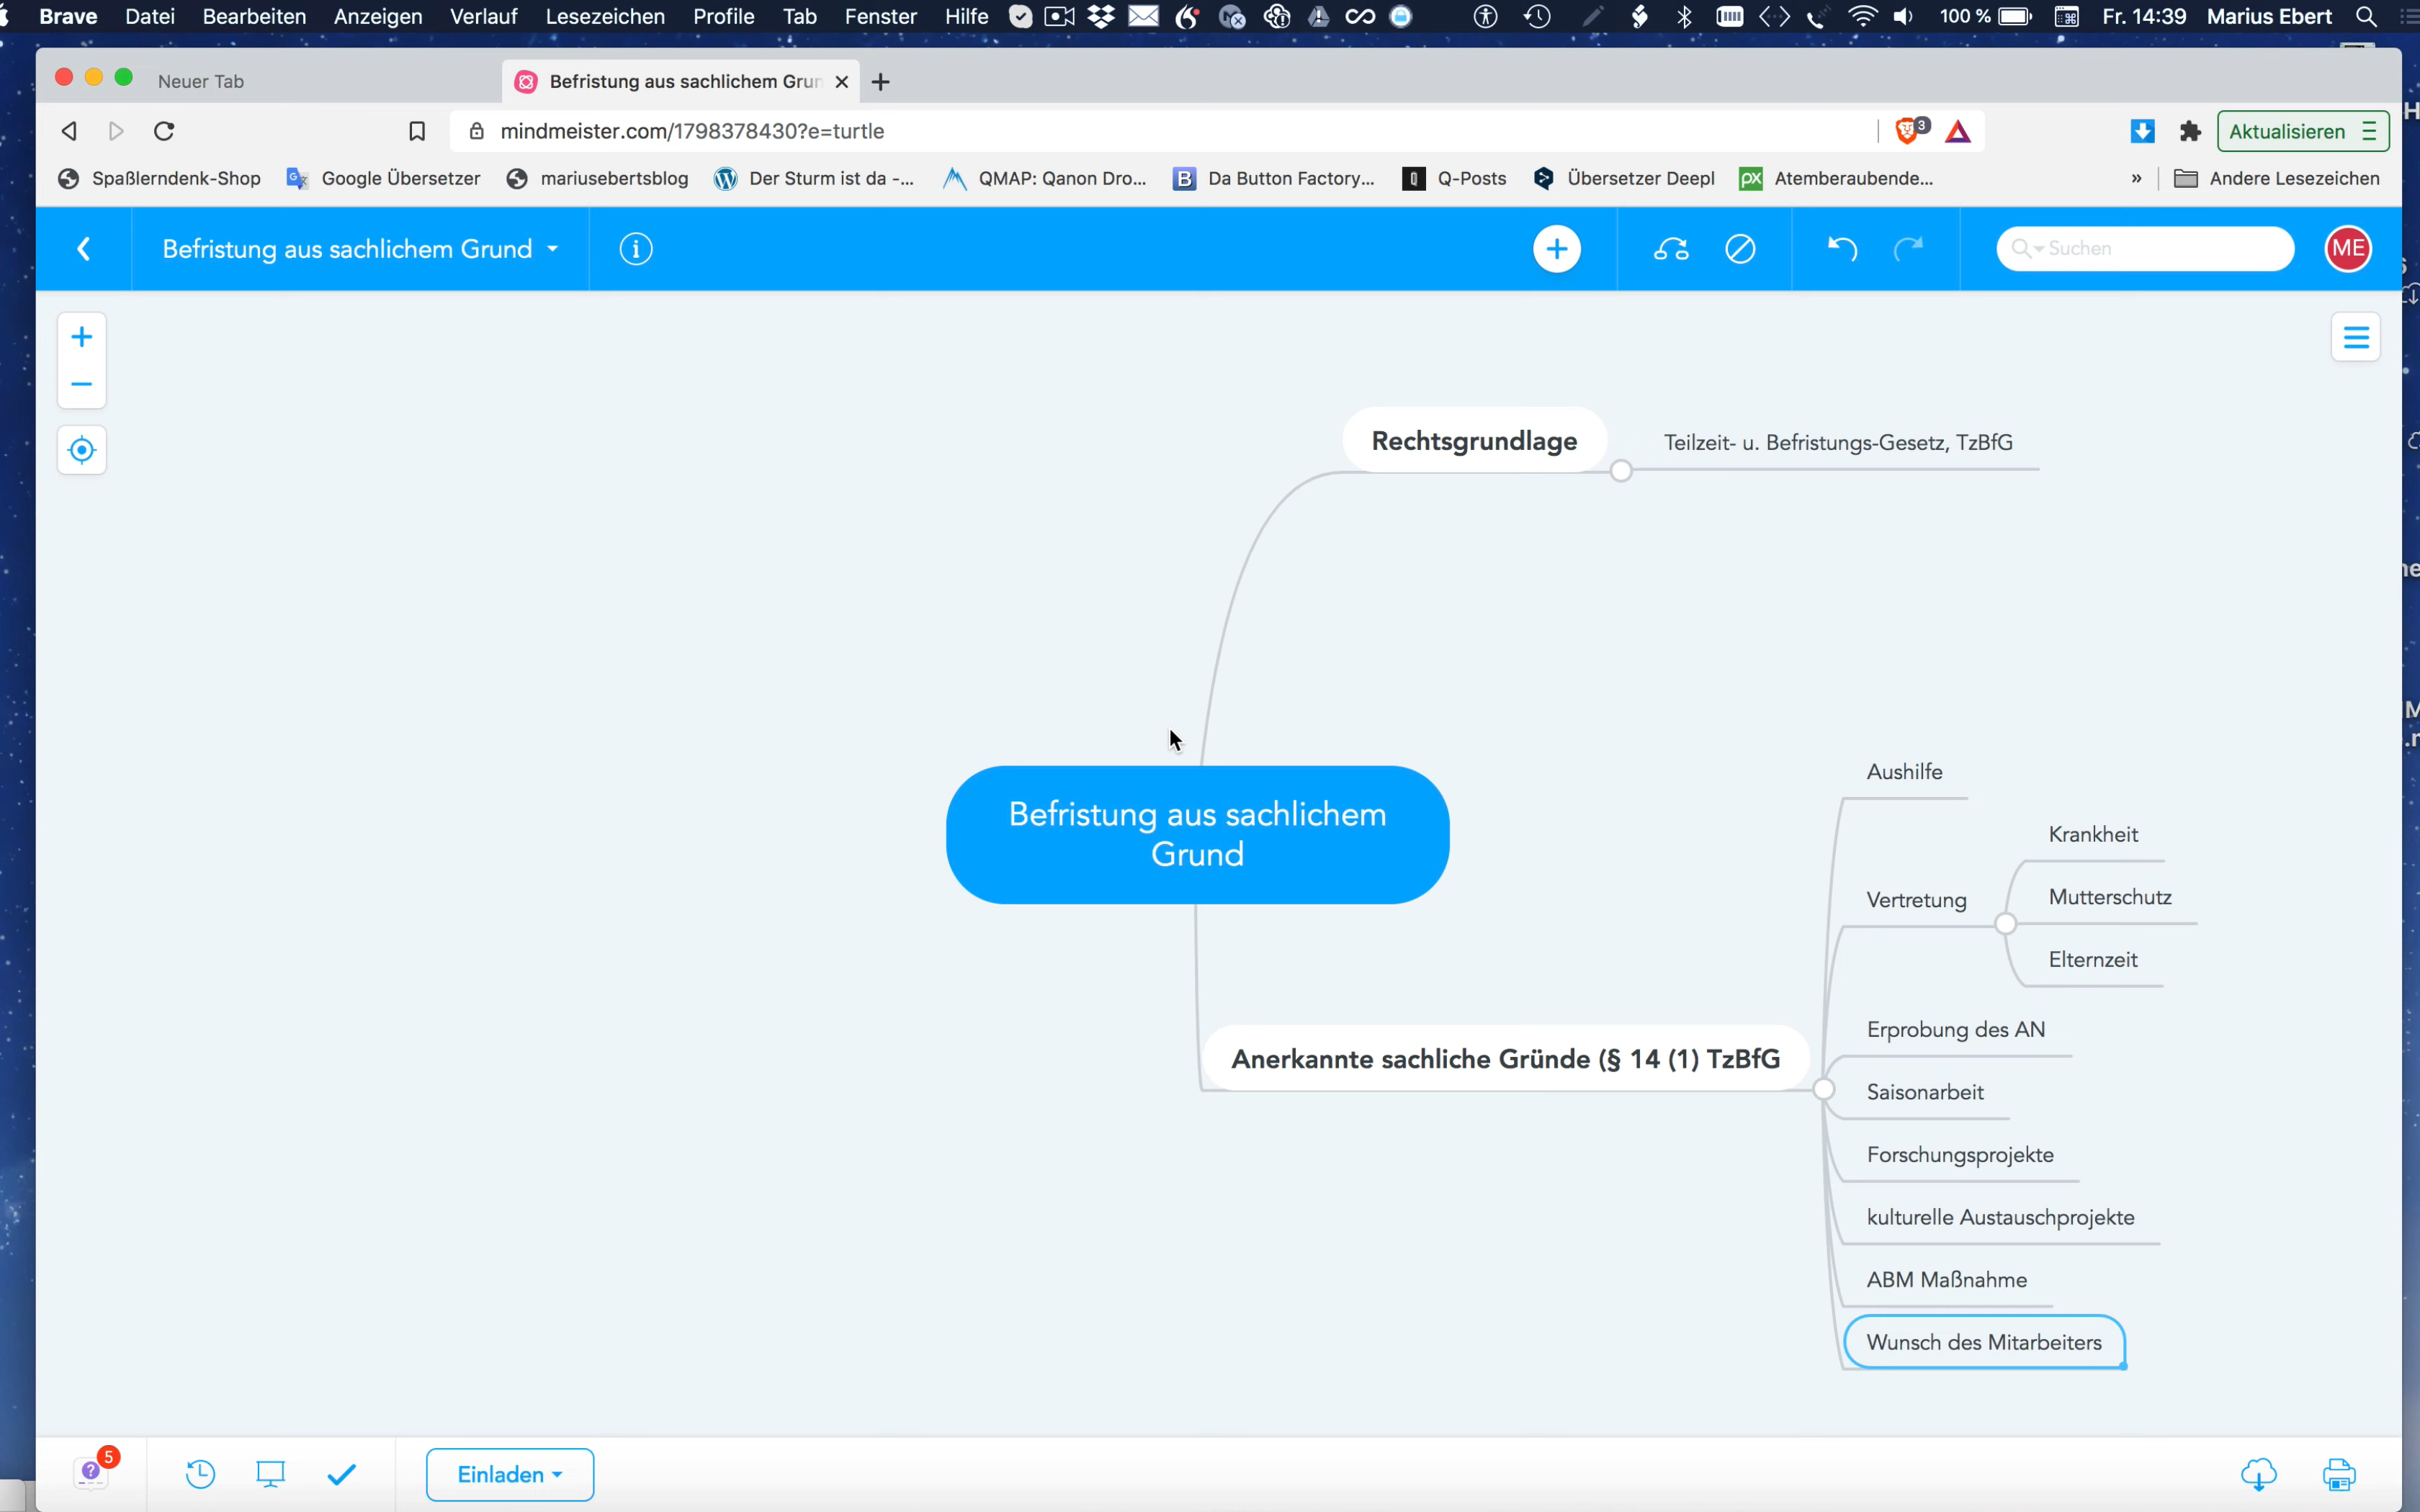 Brave Datei Bearbeiten Anzeigen Verlauf Lesezeichen Profile Tab Fenster Hilfe 100 % Fr. 14:39 Marius Ebert
Neuer Tab Befristung aus sachlichem Grun
mindmeister.com/1798378430?e=turtle 3 Aktualisieren
Spaßlerndenk-Shop Google Übersetzer mariusebertsblog Der Sturm ist da -... QMAP: Qanon Dro... B Da Button Factory... Q-Posts Übersetzer Deepl px Atemberaubende... » Andere Lesezeichen
Befristung aus sachlichem Grund Suchen ME
Rechtsgrundlage
Teilzeit- u. Befristungs-Gesetz, TzBfG
Befristung aus sachlichem
Grund
Anerkannte sachliche Gründe (§ 14 (1) TzBfG
Aushilfe
Vertretung
Krankheit
Mutterschutz
Elternzeit
Erprobung des AN
Saisonarbeit
Forschungsprojekte
kulturelle Austauschprojekte
ABM Maßnahme
Wunsch des Mitarbeiters
5
Einladen